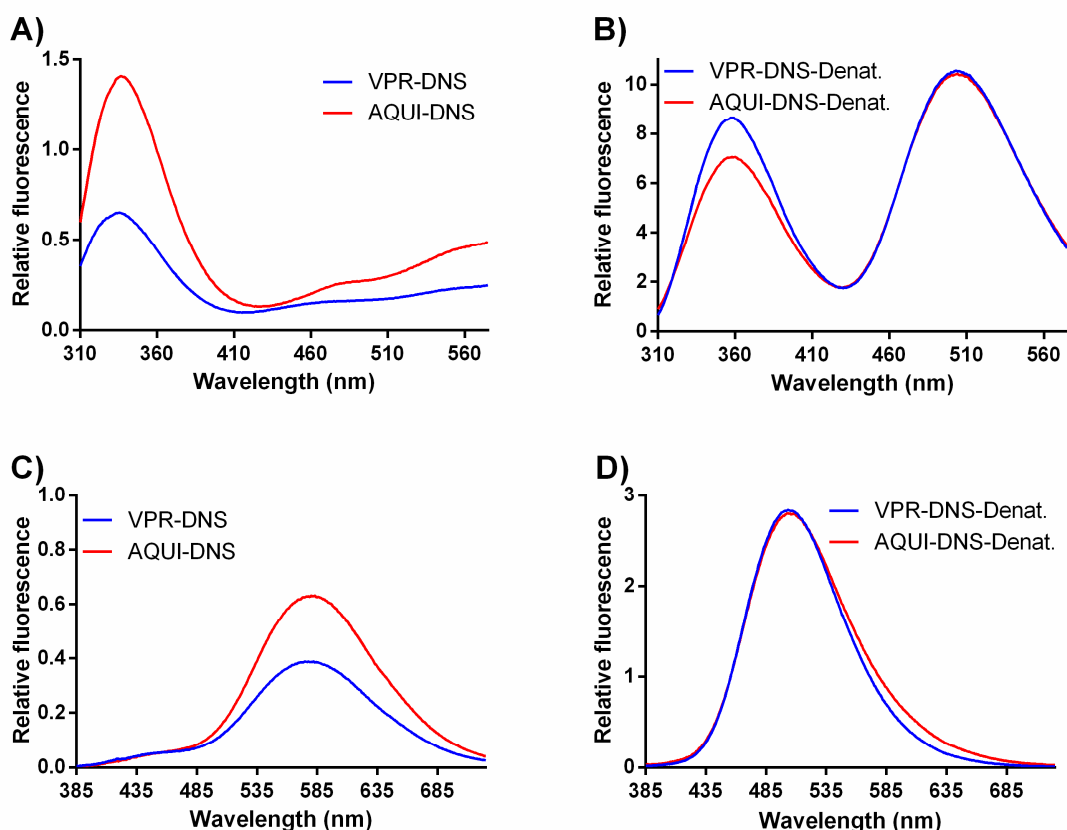 A)
Relative fluorescence
1.5
1.0
0.5
0.0
VPR-DNS
AQUI-DNS
310 360 410 460 510 560
Wavelength (nm)
B)
Relative fluorescence
10
8
6
4
2
0
VPR-DNS-Denat.
AQUI-DNS-Denat.
310 360 410 460 510 560
Wavelength (nm)
C)
Relative fluorescence
1.0
0.8
0.6
0.4
0.2
0.0
VPR-DNS
AQUI-DNS
385 435 485 535 585 635 685
Wavelength (nm)
D)
Relative fluorescence
3
2
1
0
VPR-DNS-Denat.
AQUI-DNS-Denat.
385 435 485 535 585 635 685
Wavelength (nm)